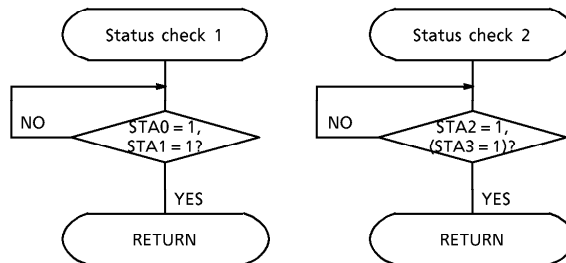 Status check 1
NO
STA0 = 1,
STA1 = 1?
YES
RETURN
Status check 2
NO
STA2 = 1,
(STA3 = 1)?
YES
RETURN